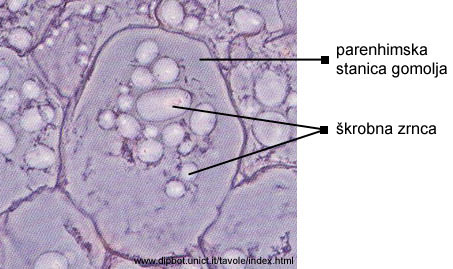 parenhimska
stanica gomolja
škrobna zrnca
www.dipbot.unict.it/tavole/index.html